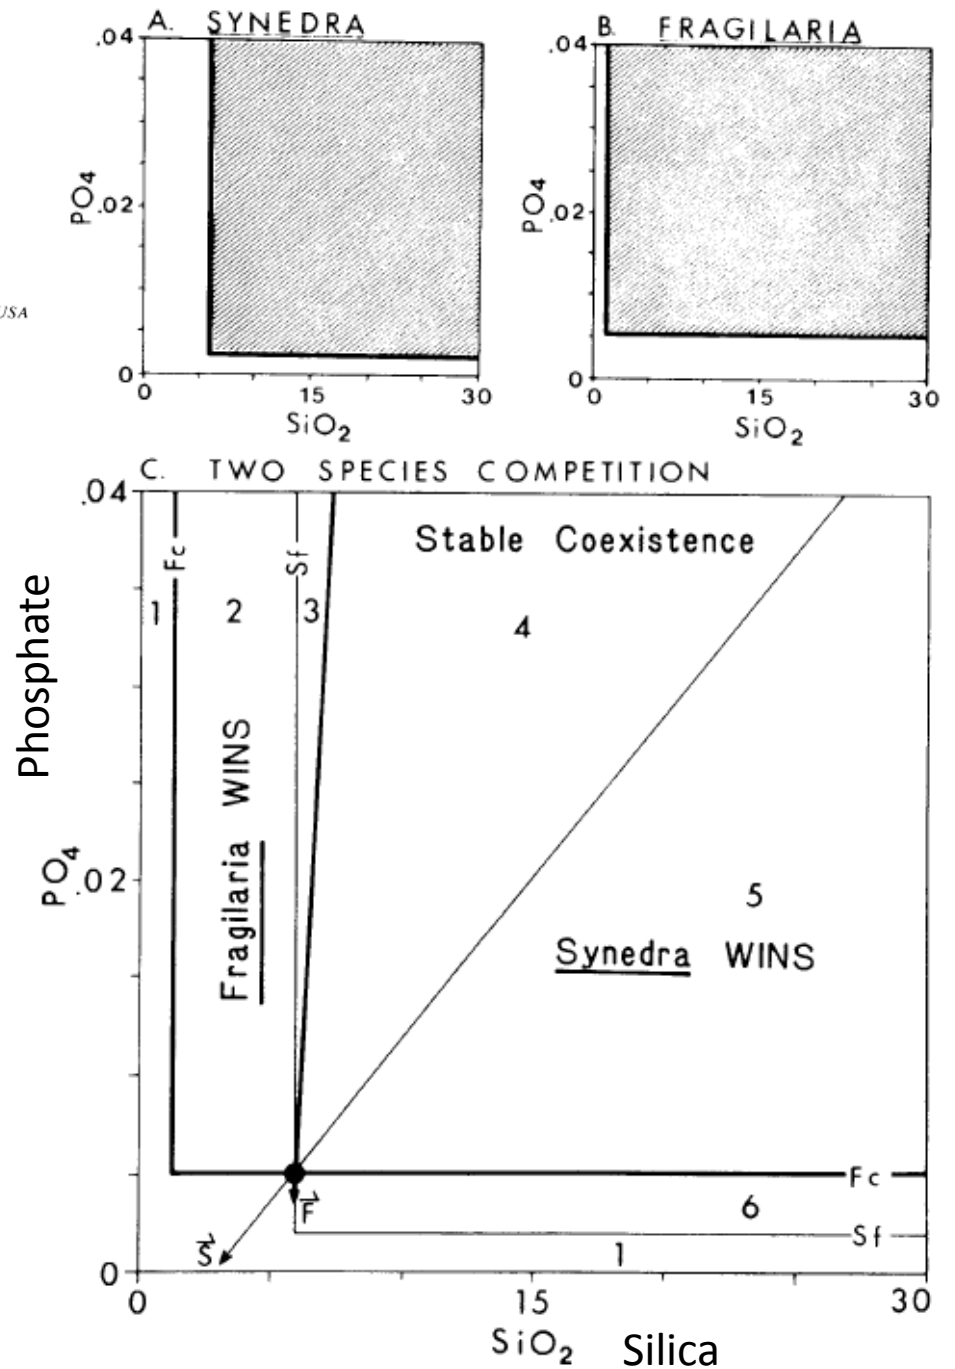 A. SYNEDRA
.04
PO4
.02
0
0 15 30
SiO2
USA
B. FRAGILARIA
.04
PO4
.02
0
0 15 30
SiO2
C. TWO SPECIES COMPETITION
.04
Stable Coexistence
Fc
Sf
1 2 3 4
Phosphate
Fragilaria WINS
PO4
.02
5
Synedra WINS
Fc
F
6
Sf
S
1
0
0 15 30
SiO2 Silica